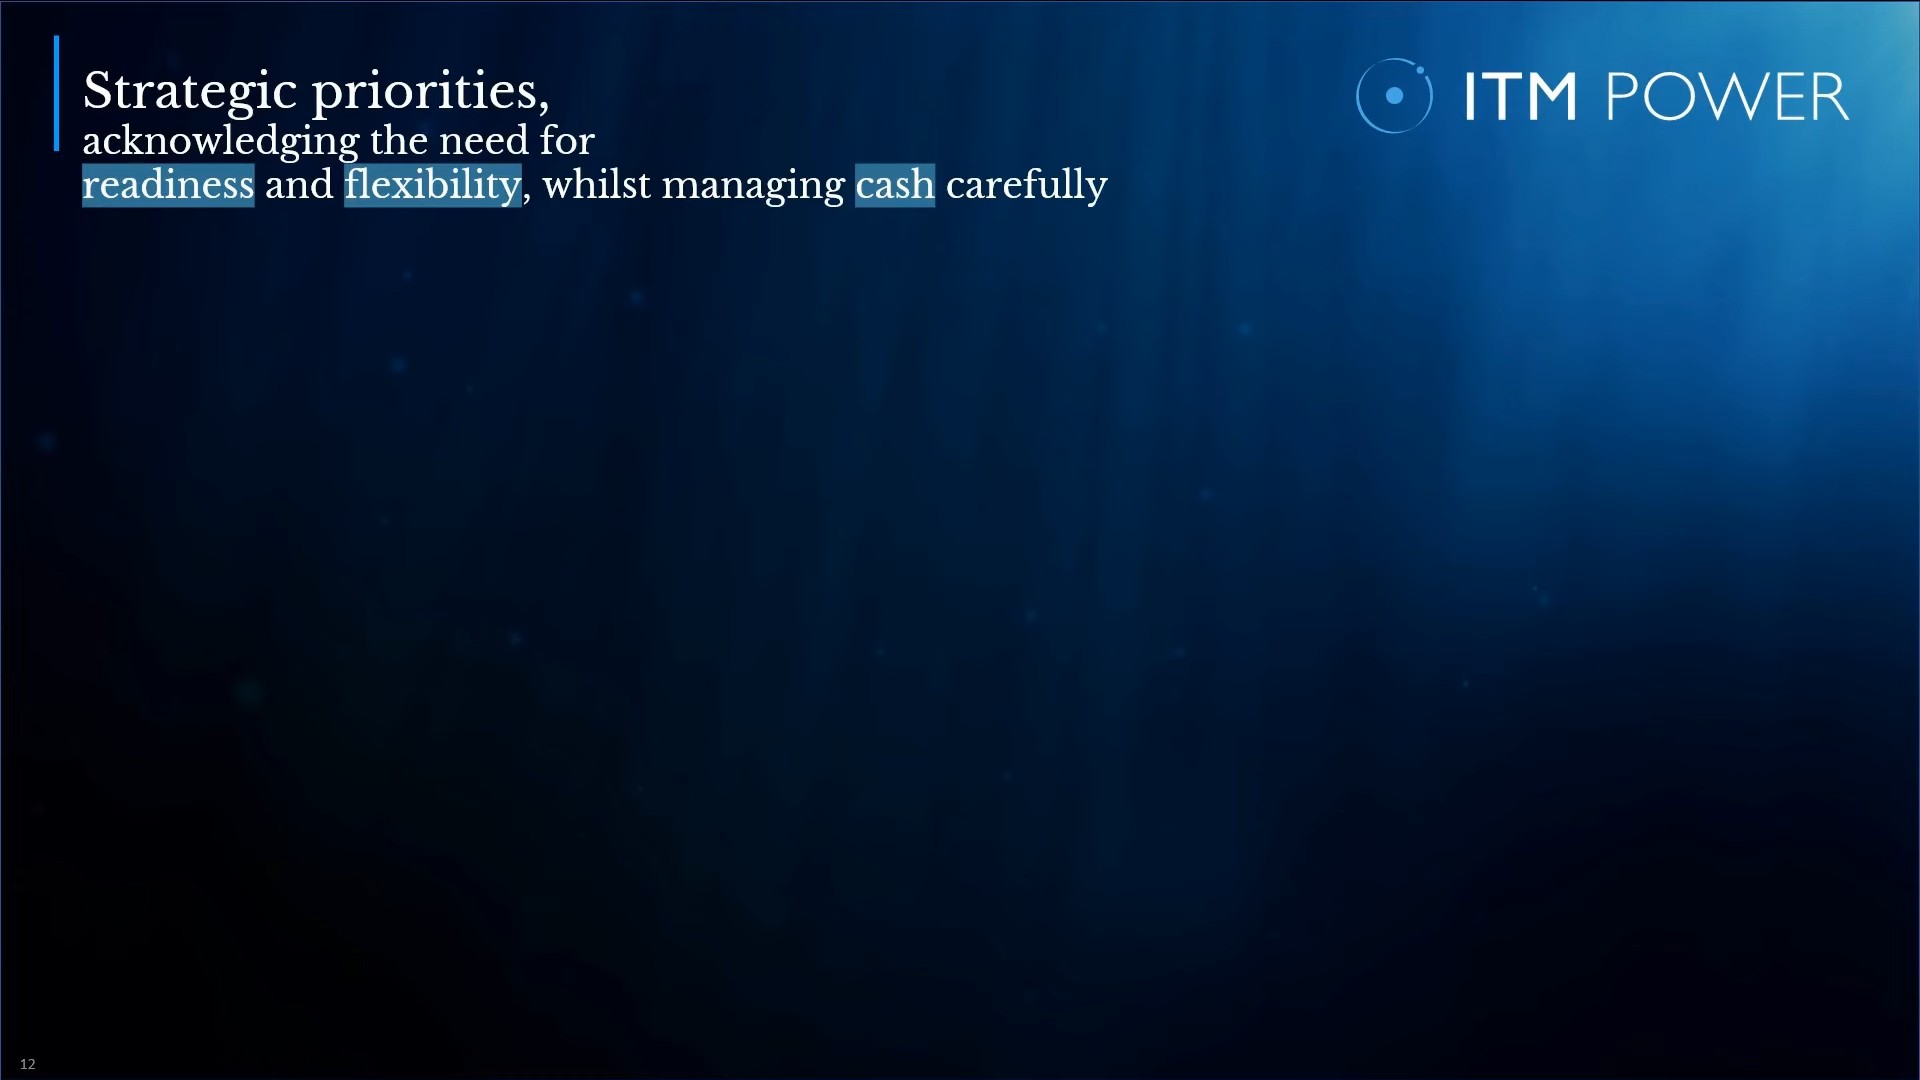 Strategic priorities,
acknowledging the need for
readiness and flexibility, whilst managing cash carefully
ITM POWER
12